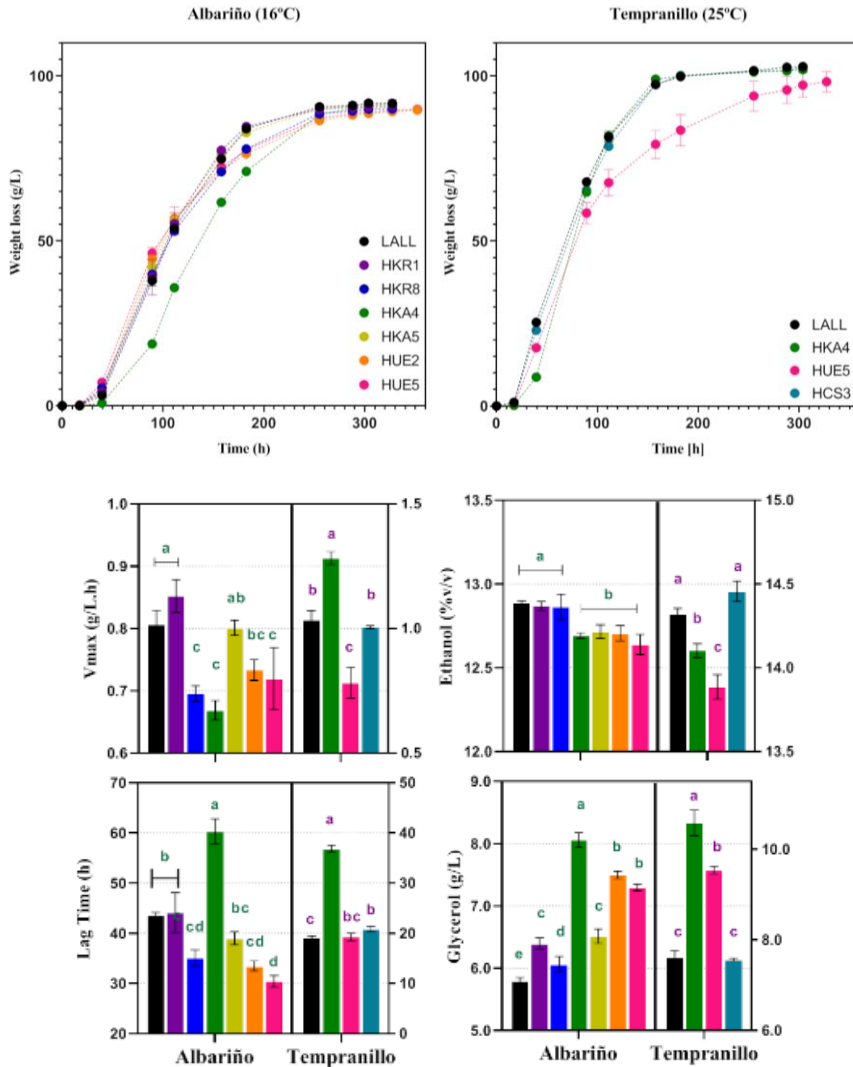 Albariño (16ºC)
Tempranillo (25ºC)
Weight loss (g/L)
100
50
0
0 100 200 300
Time (h)
LALL
HKR1
HKR8
HKA4
HKA5
HUE2
HUE5
Weight loss (g/L)
100
50
0
0 100 200 300
Time [h]
LALL
HKA4
HUE5
HCS3
Vmax (g/L.h)
1.0
0.9
0.8
0.7
0.6
a
c
c
ab
bc
c
b
a
c
b
1.5
1.0
0.5
Ethanol (%v/v)
13.5
13.0
12.5
12.0
a
b
a
b
c
a
15.0
14.5
14.0
13.5
Lag Time (h)
70
60
50
40
30
20
b
cd
a
bc
cd
d
c
a
bc
b
50
40
30
20
10
0
Albariño
Tempranillo
Glycerol (g/L)
9.0
8.0
7.0
6.0
5.0
e
c
d
a
c
b
b
c
a
b
c
10.0
8.0
6.0
Albariño
Tempranillo